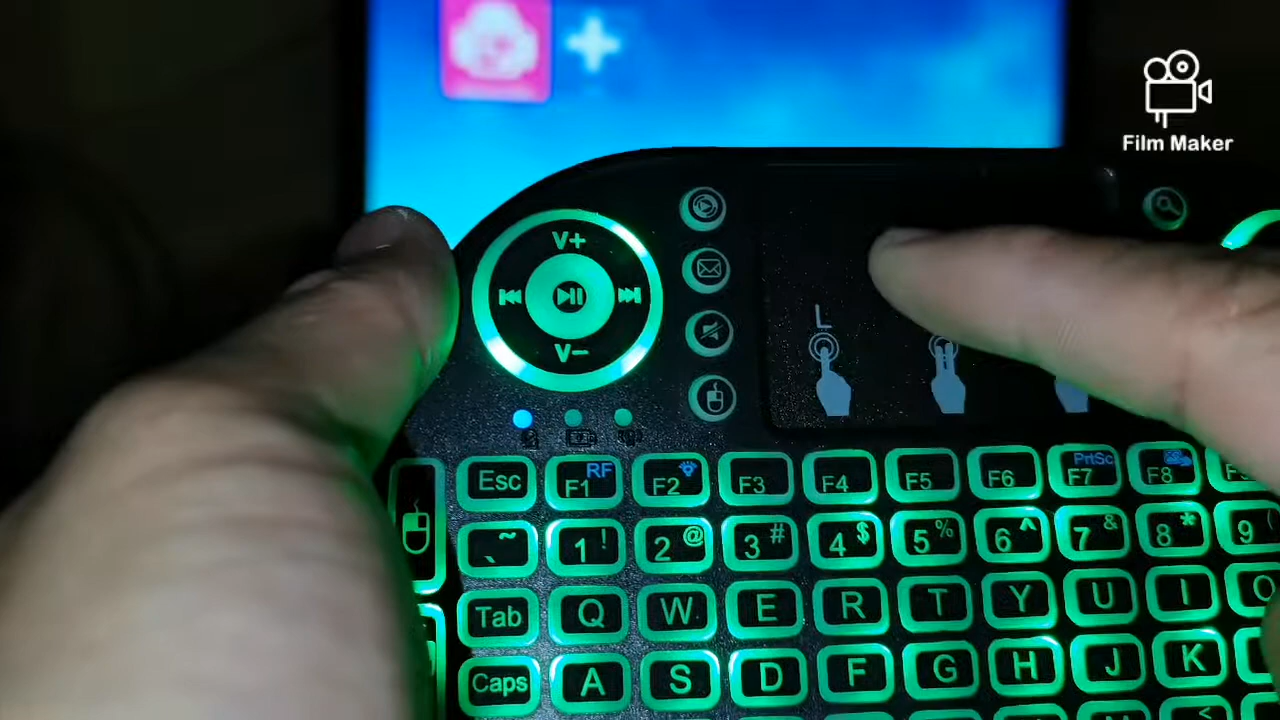 Film Maker
V+
V−
L
Esc F1 RF F2 F3 F4 F5 F6 F7 PrtSc F8
` ~ 1 ! 2 @ 3 # 4 $ 5 % 6 ^ 7 & 8 * 9 (
Tab Q W E R T Y U I O
Caps A S D F G H J K